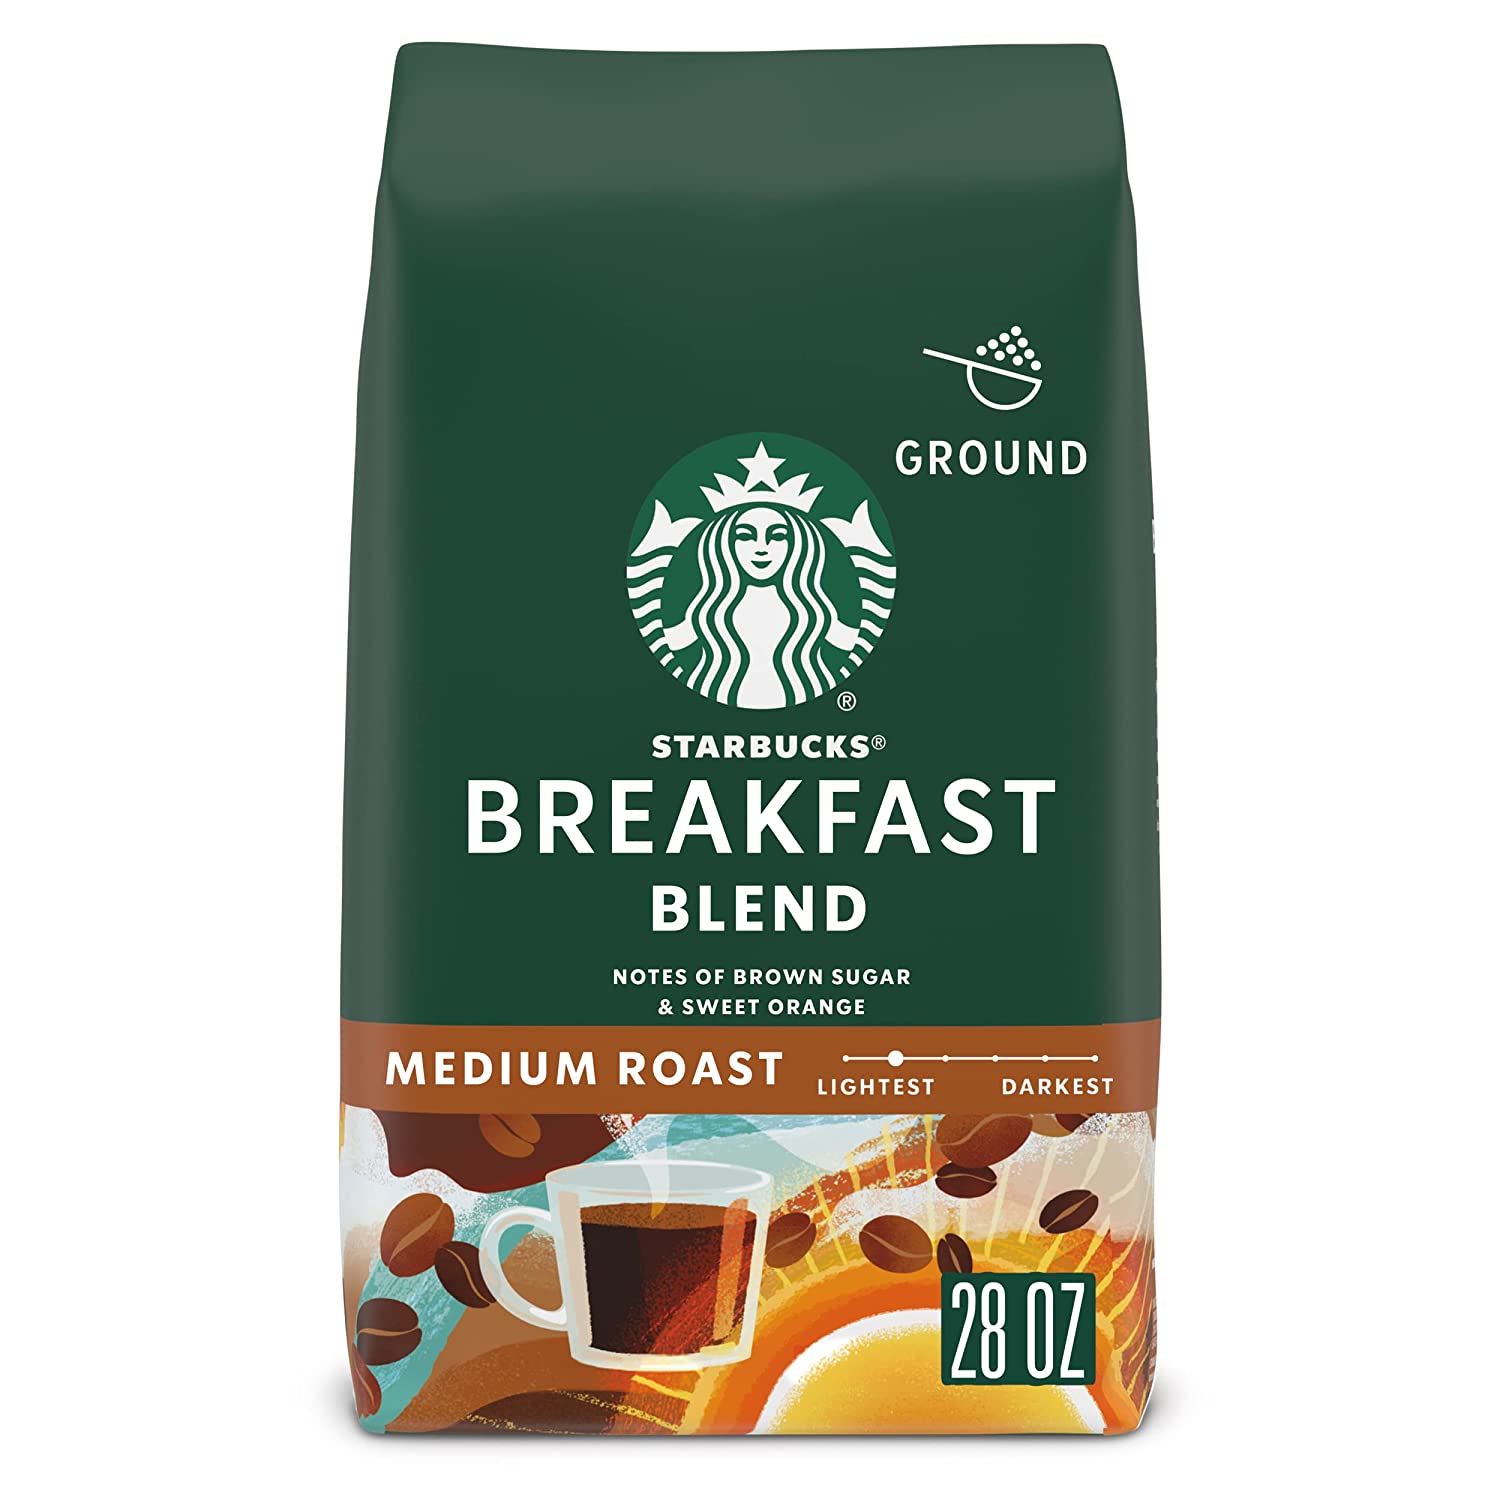 GROUND
STARBUCKS®
BREAKFAST
BLEND
NOTES OF BROWN SUGAR
& SWEET ORANGE
MEDIUM ROAST
LIGHTEST DARKEST
28 OZ